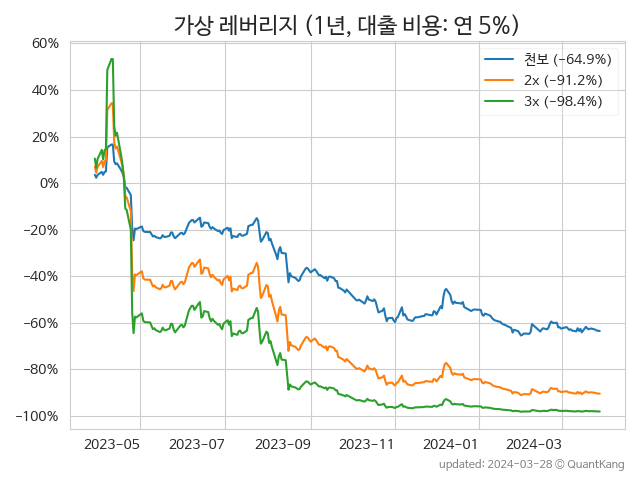 가상 레버리지 (1년, 대출 비용: 연 5%)
천보 (−64.9%)
2x (−91.2%)
3x (−98.4%)
60%
40%
20%
0%
−20%
−40%
−60%
−80%
−100%
2023-05 2023-07 2023-09 2023-11 2024-01 2024-03
updated: 2024-03-28 © QuantKang